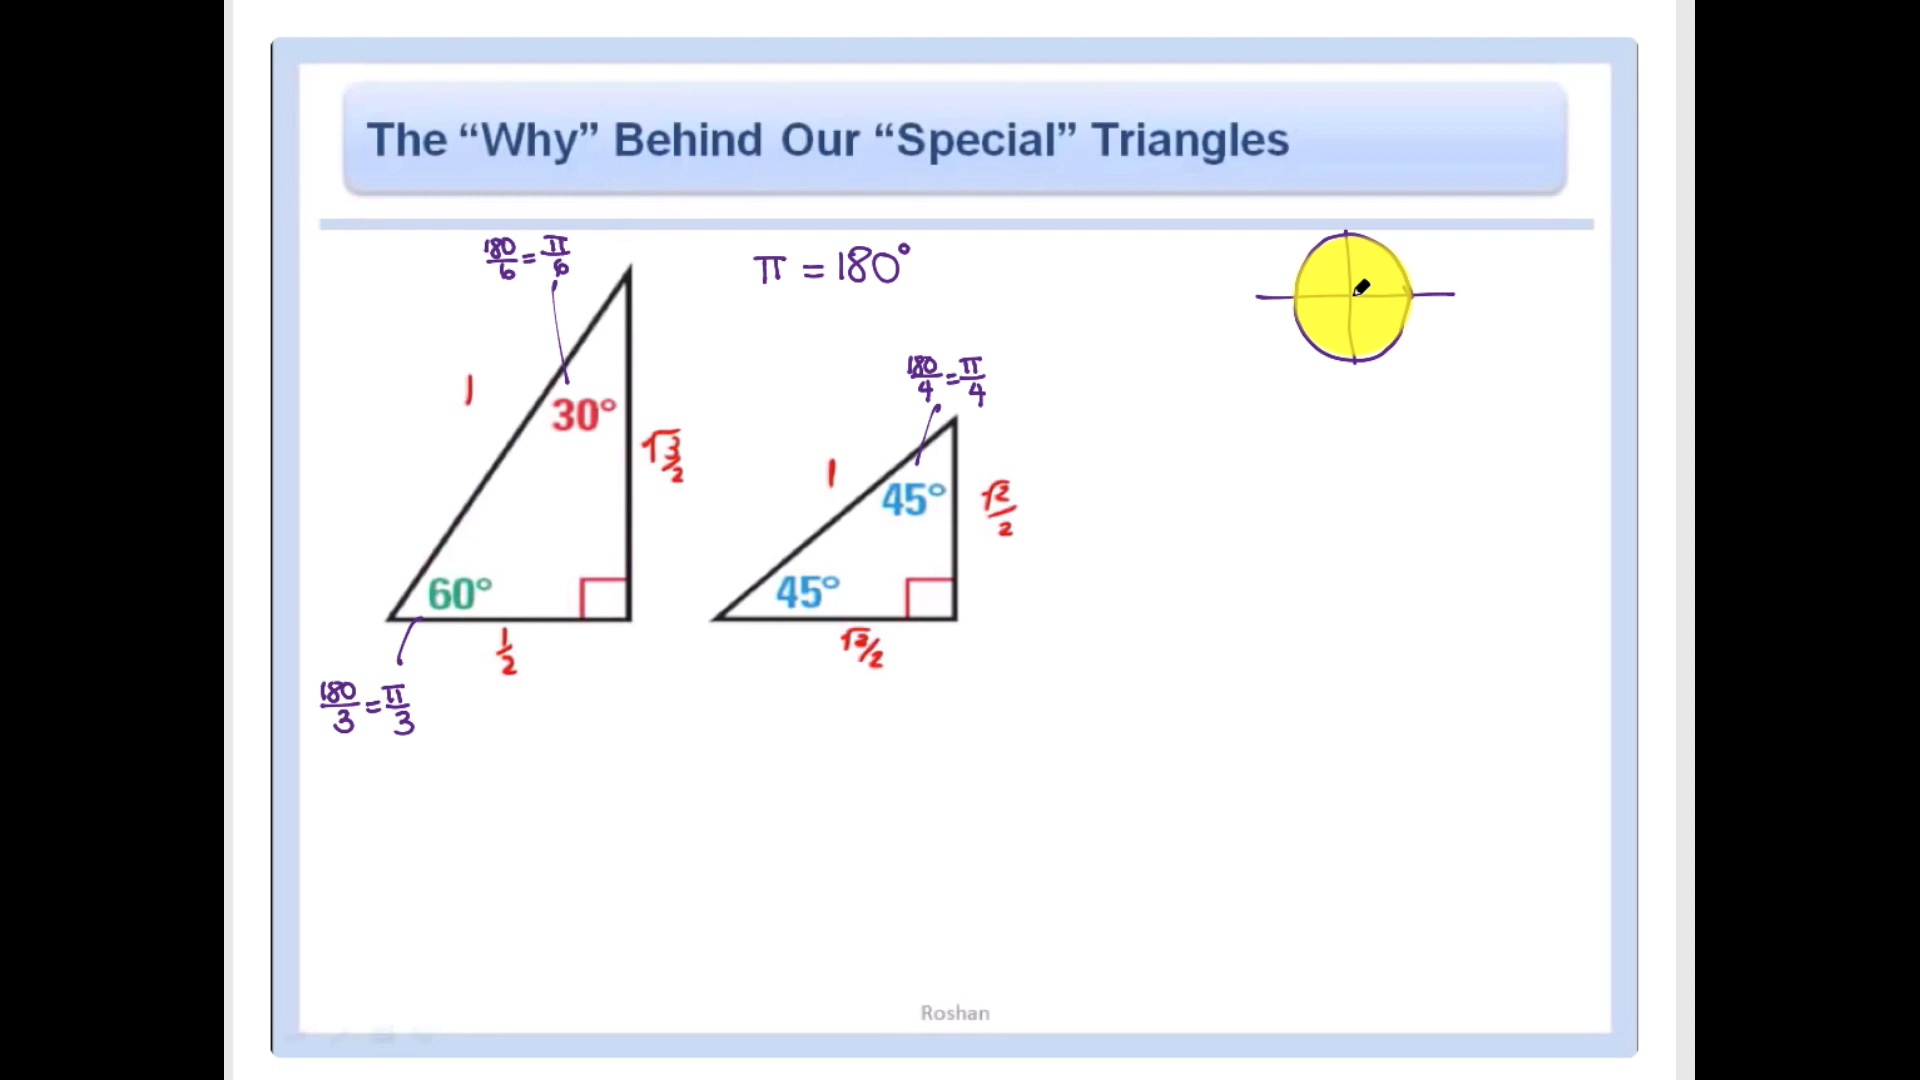 The “Why” Behind Our “Special” Triangles
180/6 = π/6
π = 180°
1
30°
√3/2
60°
1/2
180/3 = π/3
180/4 = π/4
1
45°
√2/2
45°
√2/2
Roshan